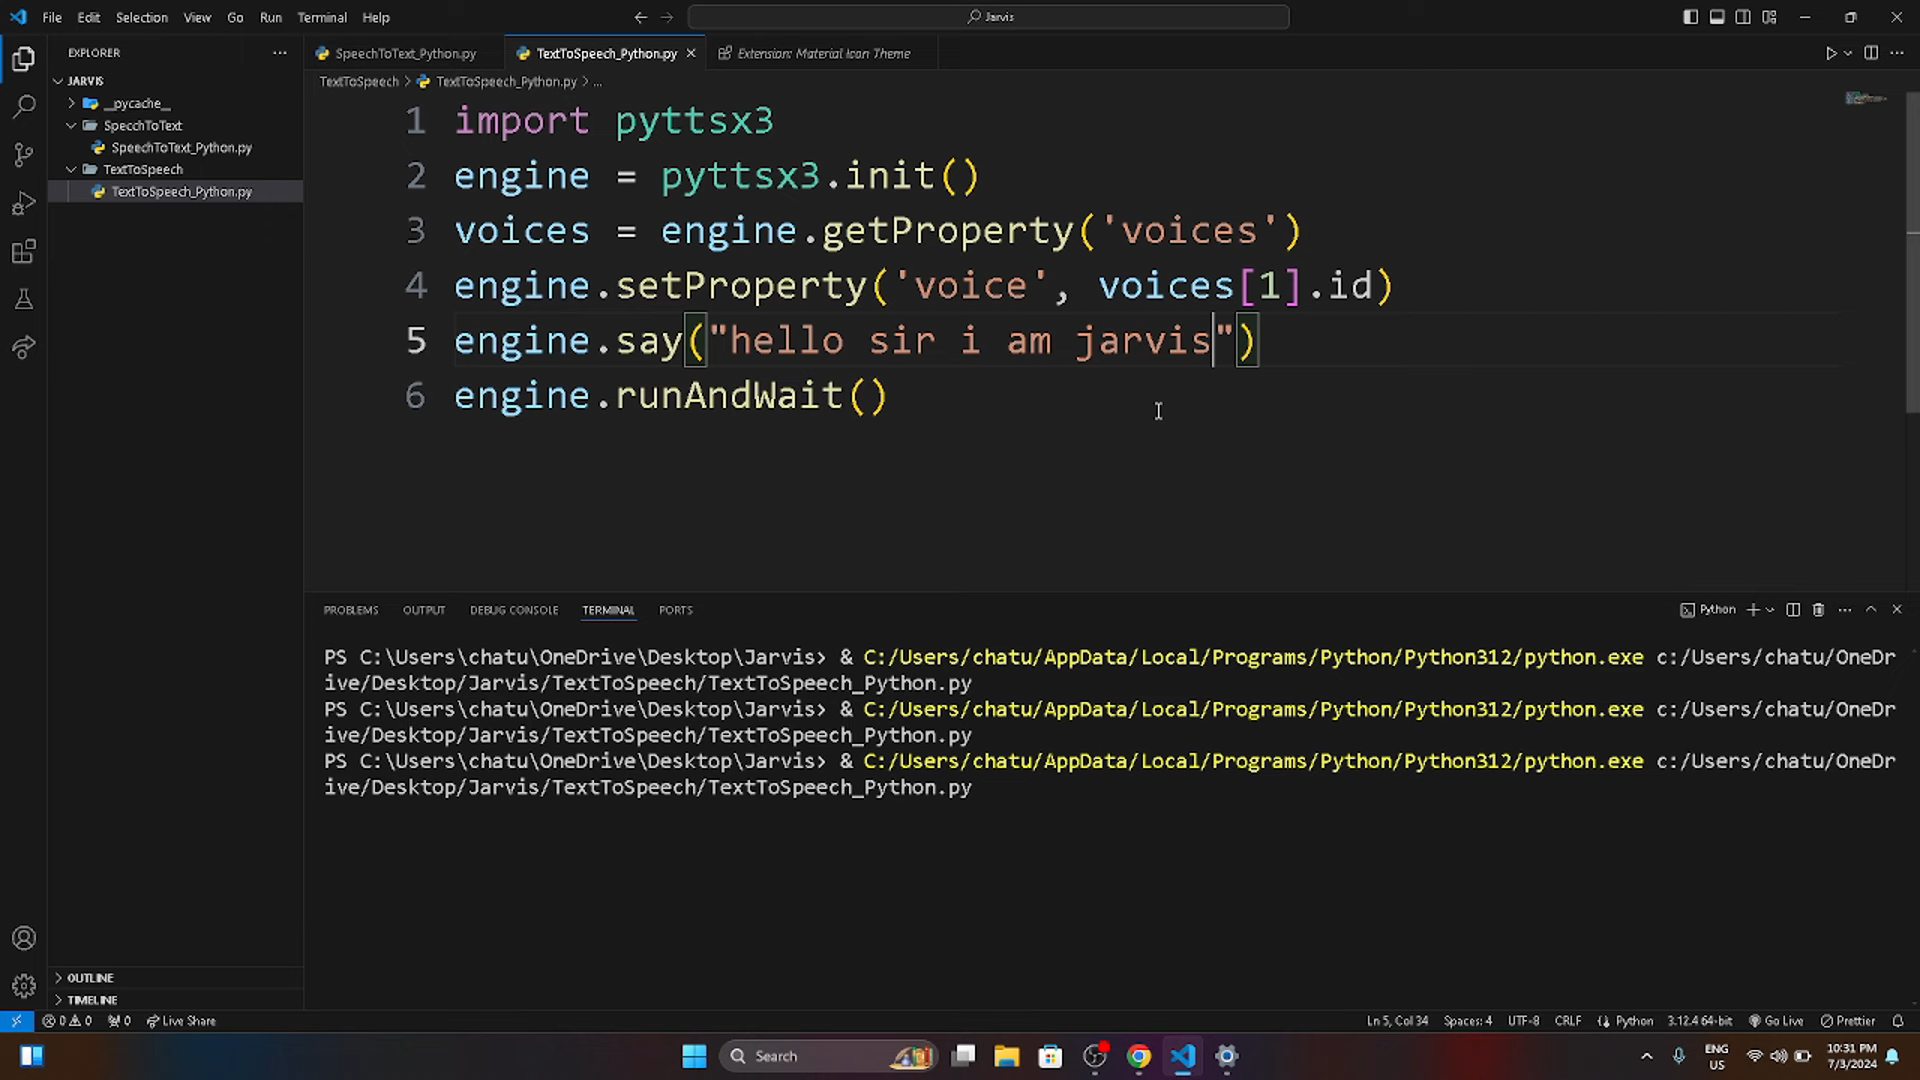 File Edit Selection View Go Run Terminal Help
Jarvis
EXPLORER
SpeechToText_Python.py TextToSpeech_Python.py Extension: Material Icon Theme
JARVIS
TextToSpeech > TextToSpeech_Python.py > ...
__pycache__
SpecchToText
SpeechToText_Python.py
TextToSpeech
TextToSpeech_Python.py
1 import pyttsx3
2 engine = pyttsx3.init()
3 voices = engine.getProperty('voices')
4 engine.setProperty('voice', voices[1].id)
5 engine.say("hello sir i am jarvis")
6 engine.runAndWait()
PROBLEMS OUTPUT DEBUG CONSOLE TERMINAL PORTS
Python
PS C:\Users\chatu\OneDrive\Desktop\Jarvis> & C:/Users/chatu/AppData/Local/Programs/Python/Python312/python.exe c:/Users/chatu/OneDr
ive/Desktop/Jarvis/TextToSpeech/TextToSpeech_Python.py
PS C:\Users\chatu\OneDrive\Desktop\Jarvis> & C:/Users/chatu/AppData/Local/Programs/Python/Python312/python.exe c:/Users/chatu/OneDr
ive/Desktop/Jarvis/TextToSpeech/TextToSpeech_Python.py
PS C:\Users\chatu\OneDrive\Desktop\Jarvis> & C:/Users/chatu/AppData/Local/Programs/Python/Python312/python.exe c:/Users/chatu/OneDr
ive/Desktop/Jarvis/TextToSpeech/TextToSpeech_Python.py
OUTLINE
TIMELINE
0 0 0 Live Share
Ln 5, Col 34 Spaces: 4 UTF-8 CRLF Python 3.12.4 64-bit Go Live Prettier
Search
ENG
US
10:31 PM
7/3/2024